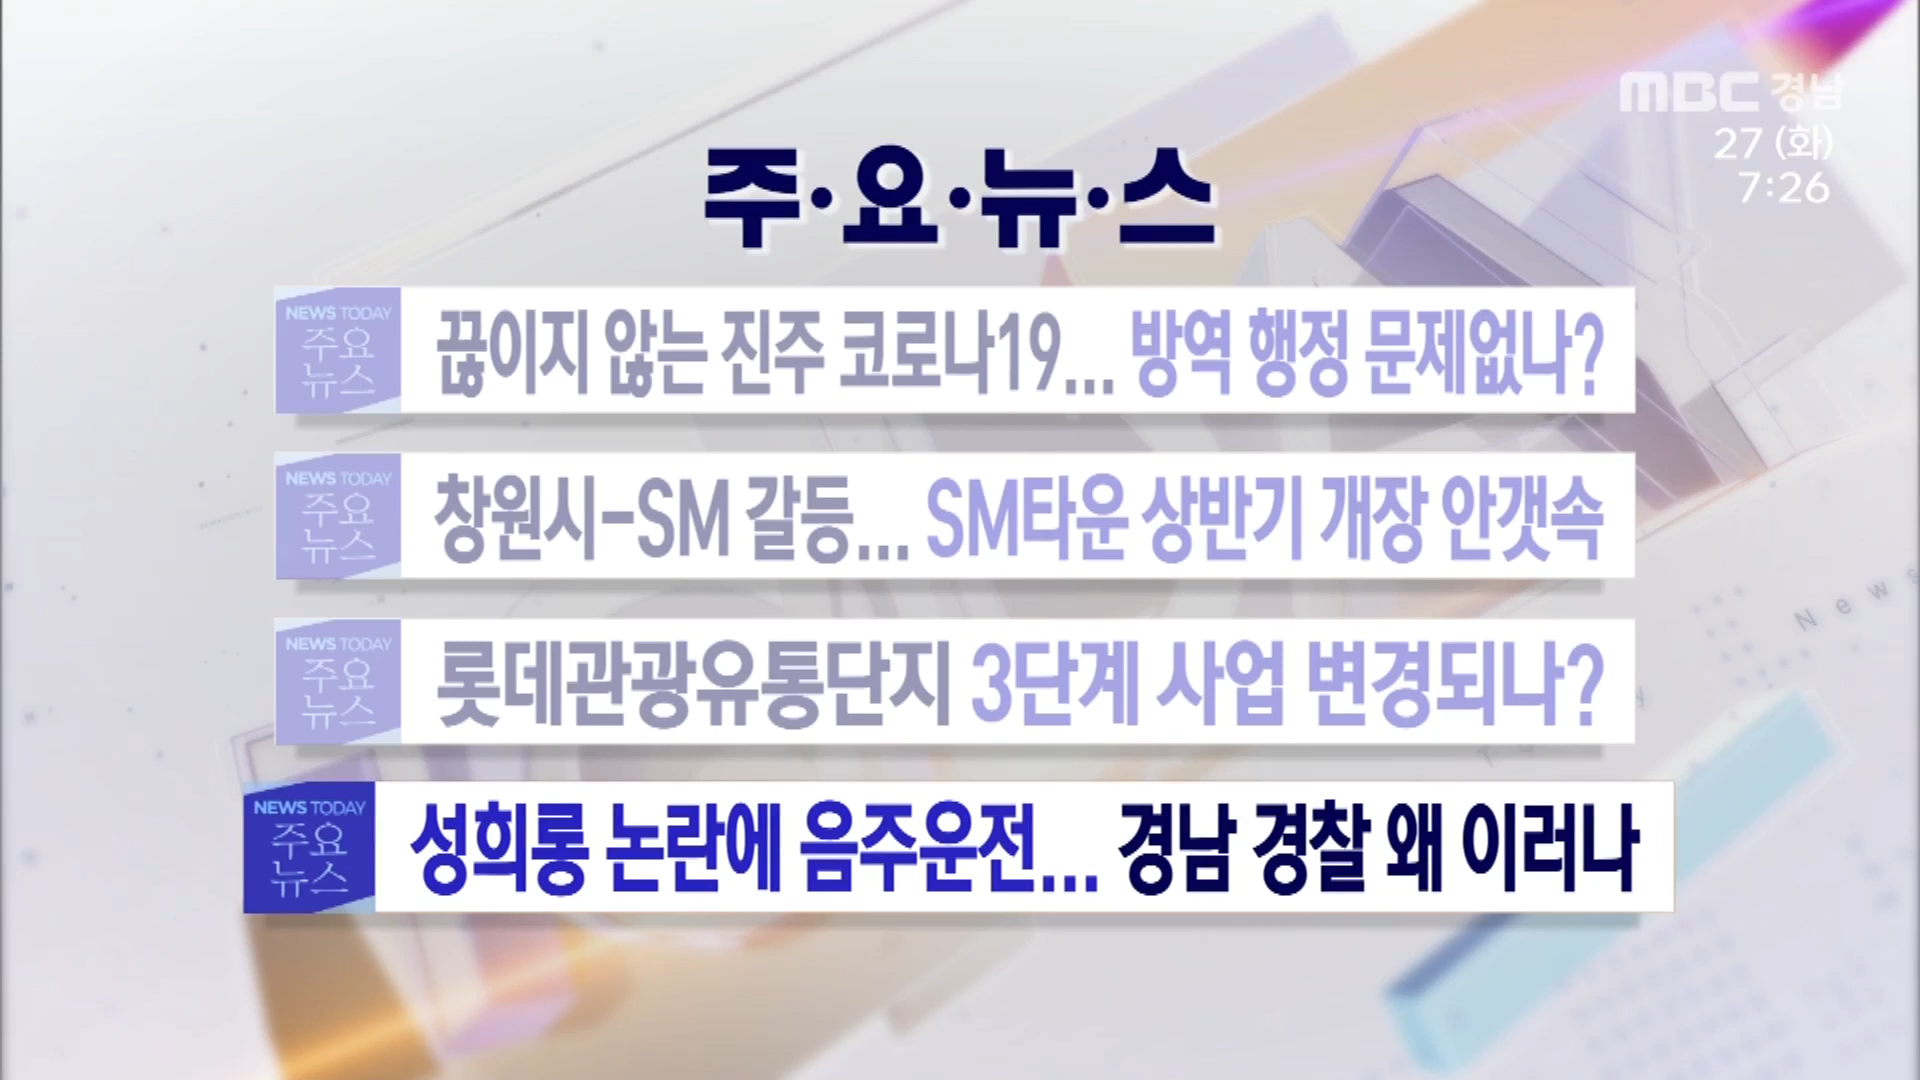 MBC 경남
27 (화)
7:26
주·요·뉴·스
NEWS TODAY
주요
뉴스
끊이지 않는 진주 코로나19... 방역 행정 문제없나?
NEWS TODAY
주요
뉴스
창원시-SM 갈등... SM타운 상반기 개장 안갯속
NEWS TODAY
주요
뉴스
롯데관광유통단지 3단계 사업 변경되나?
NEWS TODAY
주요
뉴스
성희롱 논란에 음주운전... 경남 경찰 왜 이러나
News